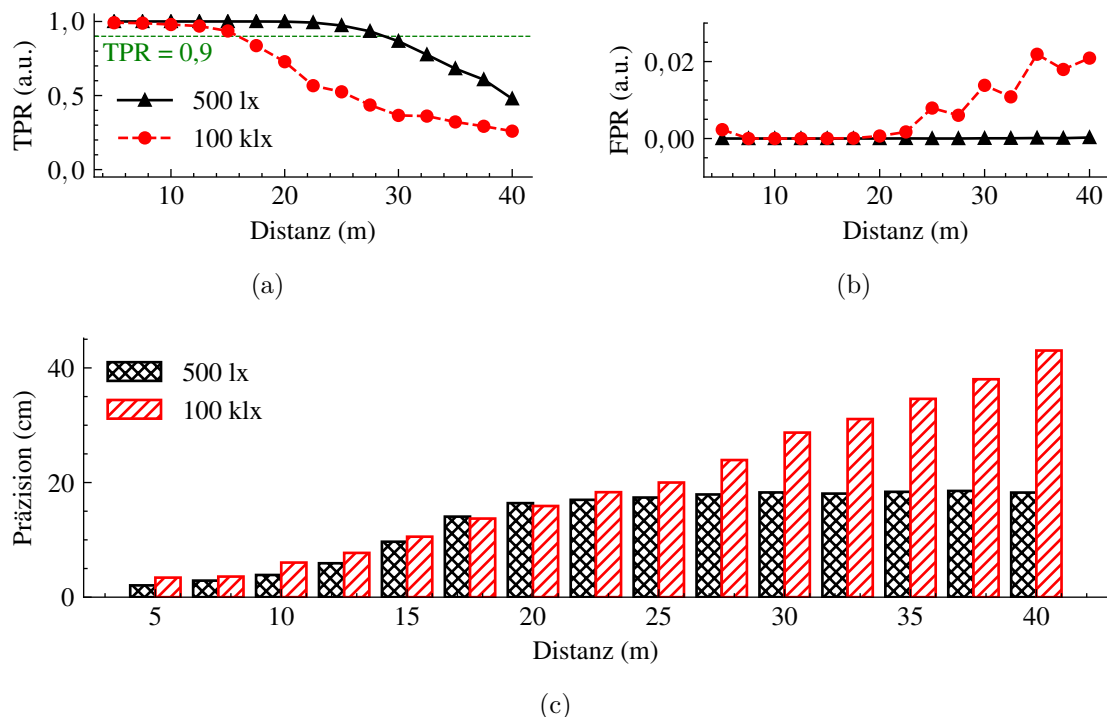 TPR (a.u.)
1,0
0,5
0,0
TPR = 0,9
500 lx
100 klx
10 20 30 40
Distanz (m)
(a)
FPR (a.u.)
0,02
0,00
10 20 30 40
Distanz (m)
(b)
Präzision (cm)
40
20
0
500 lx
100 klx
5 10 15 20 25 30 35 40
Distanz (m)
(c)